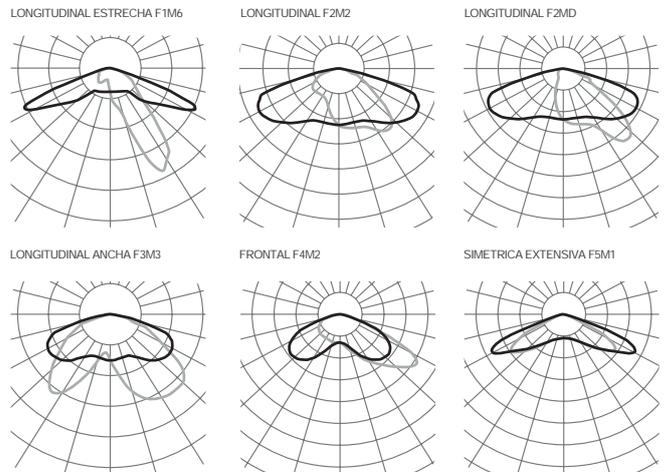 LONGITUDINAL ESTRECHA F1M6
LONGITUDINAL F2M2
LONGITUDINAL F2MD
LONGITUDINAL ANCHA F3M3
FRONTAL F4M2
SIMETRICA EXTENSIVA F5M1